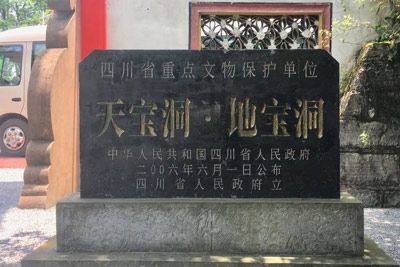 四川省重点文物保护单位
天宝洞·地宝洞
中华人民共和国四川省人民政府
二00六年六月一日公布
四川省人民政府立